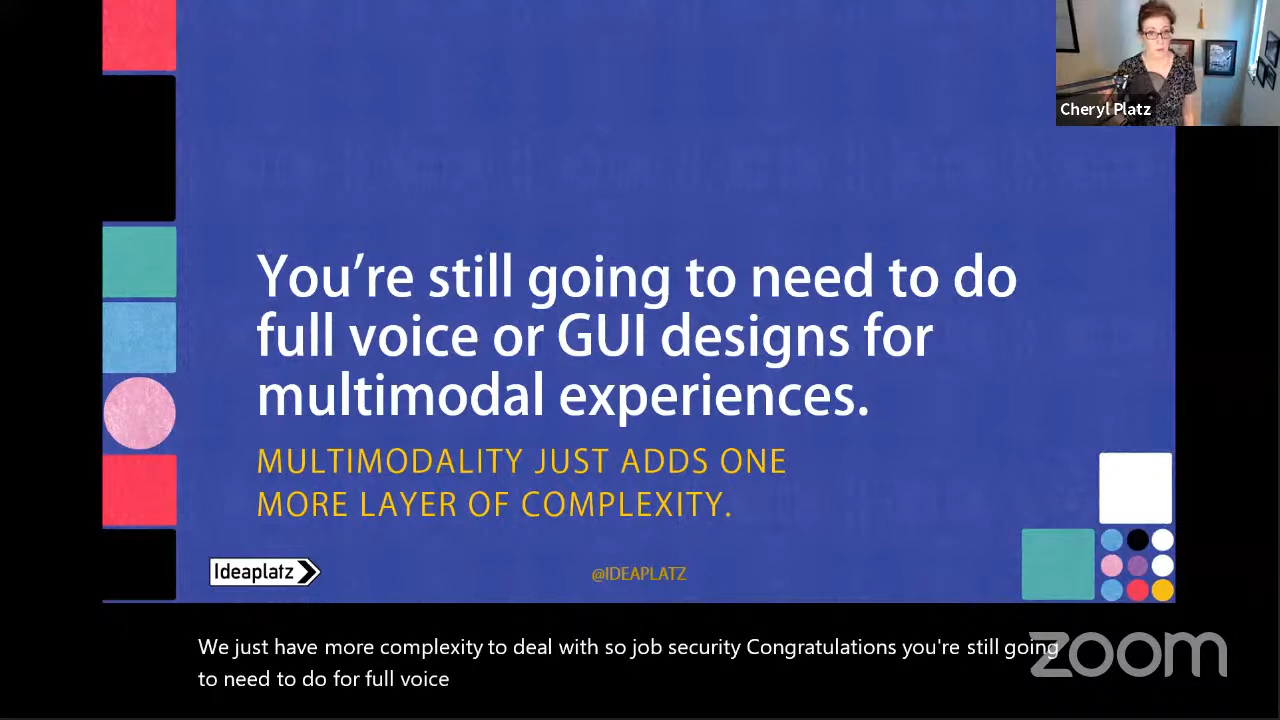 Cheryl Platz
You're still going to need to do
full voice or GUI designs for
multimodal experiences.
MULTIMODALITY JUST ADDS ONE
MORE LAYER OF COMPLEXITY.
Ideaplatz
@IDEAPLATZ
We just have more complexity to deal with so job security Congratulations you're still going
to need to do for full voice
zoom